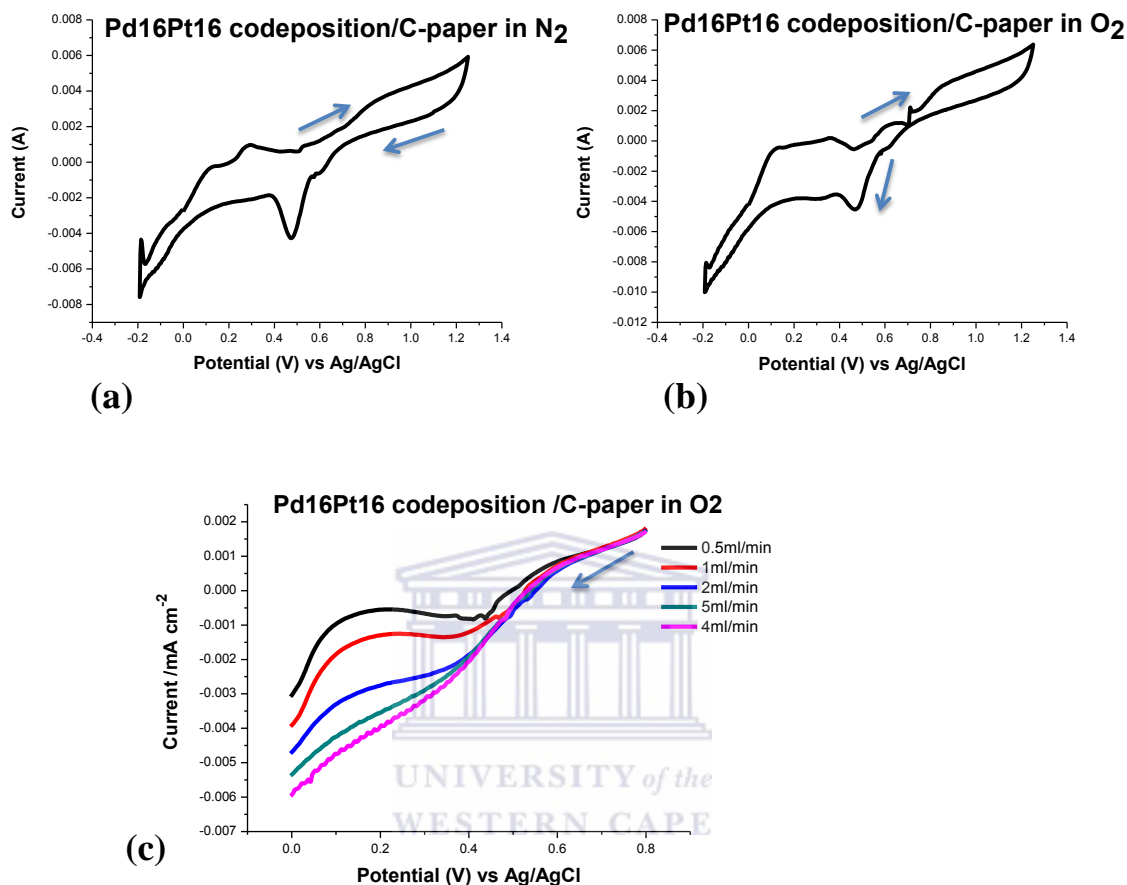 Pd16Pt16 codeposition/C-paper in N2
0.008
0.006
0.004
0.002
0.000
-0.002
-0.004
-0.006
-0.008
Current (A)
-0.4 -0.2 0.0 0.2 0.4 0.6 0.8 1.0 1.2 1.4
Potential (V) vs Ag/AgCl
(a)
Pd16Pt16 codeposition/C-paper in O2
0.008
0.006
0.004
0.002
0.000
-0.002
-0.004
-0.006
-0.008
-0.010
-0.012
Current (A)
-0.4 -0.2 0.0 0.2 0.4 0.6 0.8 1.0 1.2 1.4
Potential (V) vs Ag/AgCl
(b)
Pd16Pt16 codeposition /C-paper in O2
0.002
0.001
0.000
-0.001
-0.002
-0.003
-0.004
-0.005
-0.006
-0.007
Current /mA cm-2
0.5ml/min
1ml/min
2ml/min
5ml/min
4ml/min
UNIVERSITY of the
WESTERN CAPE
0.0 0.2 0.4 0.6 0.8
Potential (V) vs Ag/AgCl
(c)